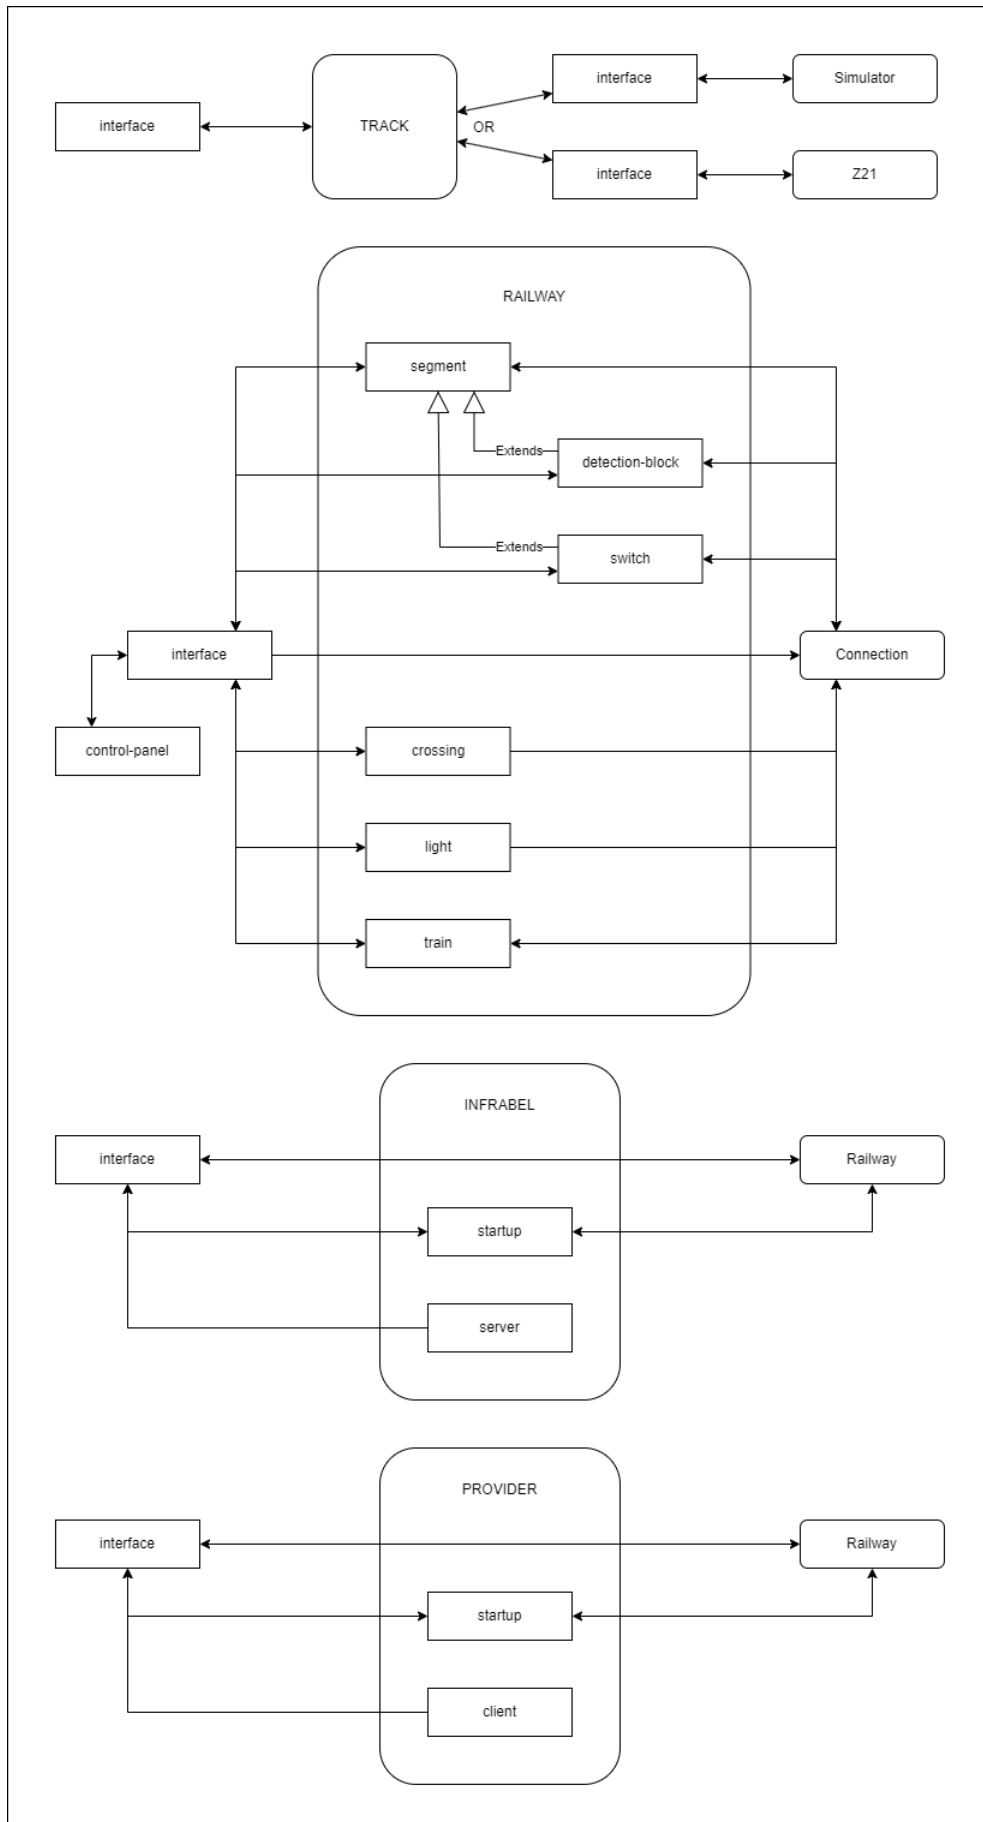 interface
Simulator
interface
TRACK
OR
interface
Z21
RAILWAY
segment
Extends
detection-block
Extends
switch
interface
Connection
control-panel
crossing
light
train
INFRABEL
interface
Railway
startup
server
PROVIDER
interface
Railway
startup
client